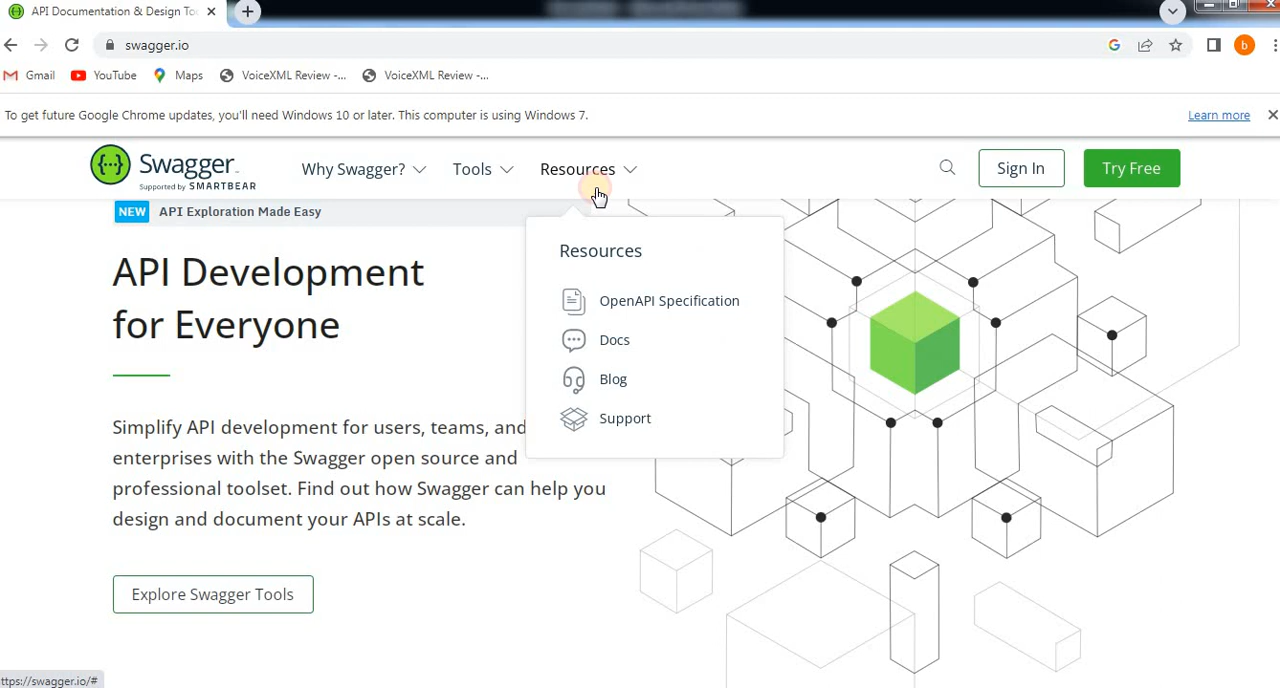 API Documentation & Design To
swagger.io
b
Gmail YouTube Maps VoiceXML Review -... VoiceXML Review -...
To get future Google Chrome updates, you'll need Windows 10 or later. This computer is using Windows 7. Learn more
{··} Swagger Why Swagger? Tools Resources Sign In Try Free
Supported by SMARTBEAR
NEW API Exploration Made Easy
Resources
OpenAPI Specification
Docs
Blog
Support
API Development
for Everyone
Simplify API development for users, teams, and
enterprises with the Swagger open source and
professional toolset. Find out how Swagger can help you
design and document your APIs at scale.
Explore Swagger Tools
ttps://swagger.io/#